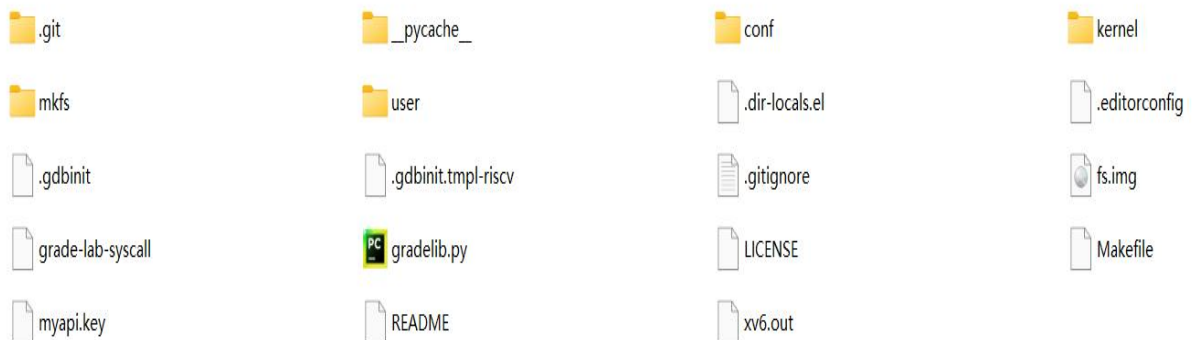 .git __pycache__ conf kernel
mkfs user .dir-locals.el .editorconfig
.gdbinit .gdbinit.tmpl-riscv .gitignore fs.img
grade-lab-syscall PC gradelib.py LICENSE Makefile
myapi.key README xv6.out